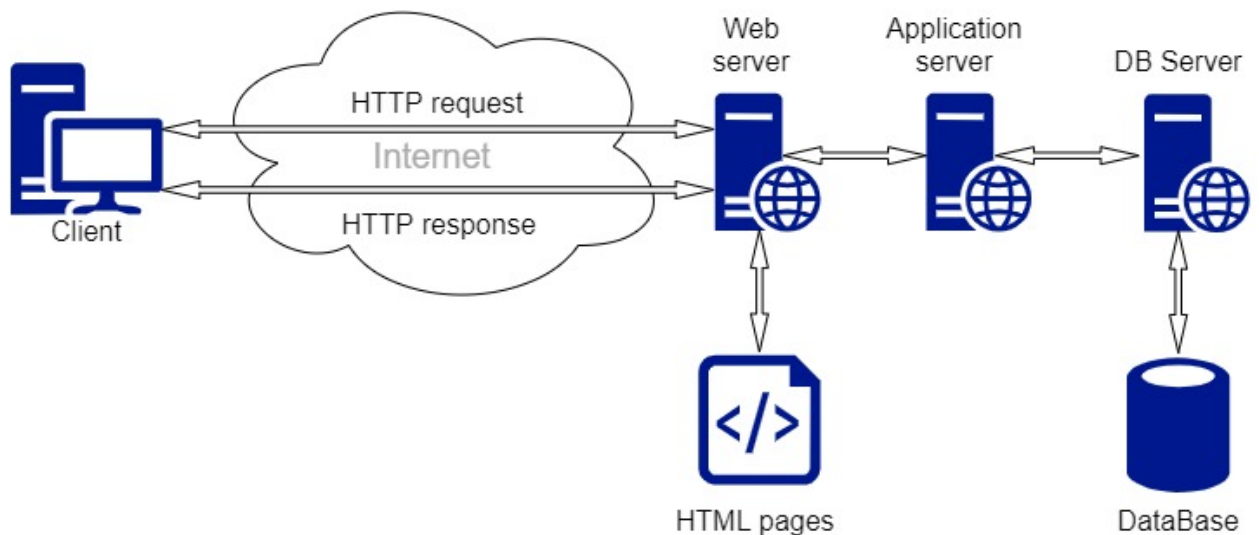 Web
server
Application
server
DB Server
HTTP request
Internet
HTTP response
Client
</>
HTML pages
DataBase